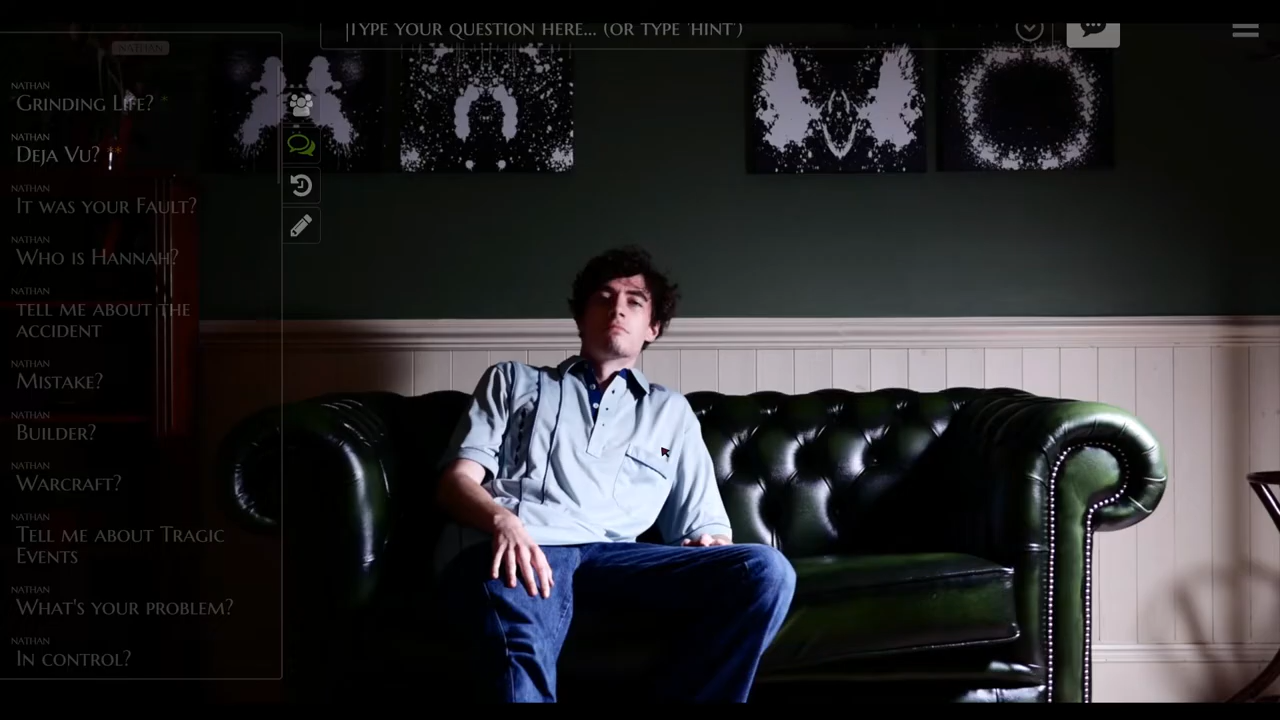 TYPE YOUR QUESTION HERE... (OR TYPE 'HINT')
NATHAN
NATHAN
GRINDING LIFE? *
NATHAN
DEJA VU? **
NATHAN
IT WAS YOUR FAULT?
NATHAN
WHO IS HANNAH?
NATHAN
TELL ME ABOUT THE
ACCIDENT
NATHAN
MISTAKE?
NATHAN
BUILDER?
NATHAN
WARCRAFT?
NATHAN
TELL ME ABOUT TRAGIC
EVENTS
NATHAN
WHAT'S YOUR PROBLEM?
NATHAN
IN CONTROL?